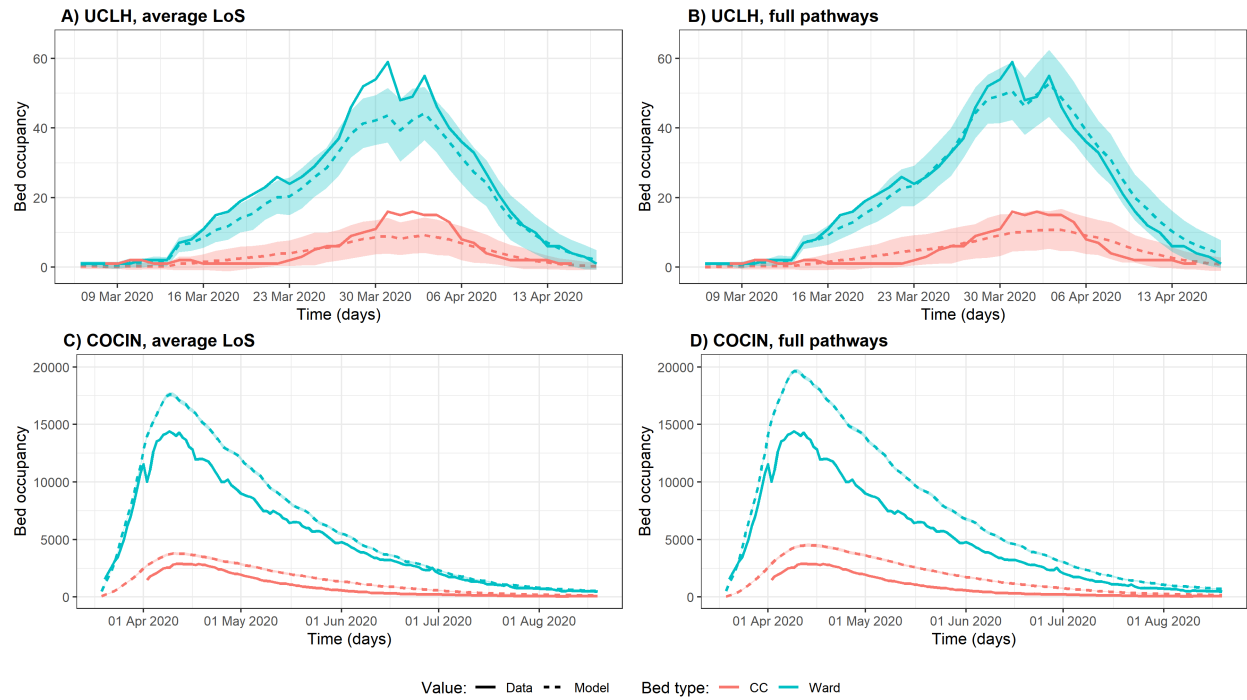 A) UCLH, average LoS
Bed occupancy
60
40
20
0
09 Mar 2020 16 Mar 2020 23 Mar 2020 30 Mar 2020 06 Apr 2020 13 Apr 2020
Time (days)
B) UCLH, full pathways
Bed occupancy
60
40
20
0
09 Mar 2020 16 Mar 2020 23 Mar 2020 30 Mar 2020 06 Apr 2020 13 Apr 2020
Time (days)
C) COCIN, average LoS
Bed occupancy
20000
15000
10000
5000
0
01 Apr 2020 01 May 2020 01 Jun 2020 01 Jul 2020 01 Aug 2020
Time (days)
D) COCIN, full pathways
Bed occupancy
20000
15000
10000
5000
0
01 Apr 2020 01 May 2020 01 Jun 2020 01 Jul 2020 01 Aug 2020
Time (days)
Value: Data Model Bed type: CC Ward